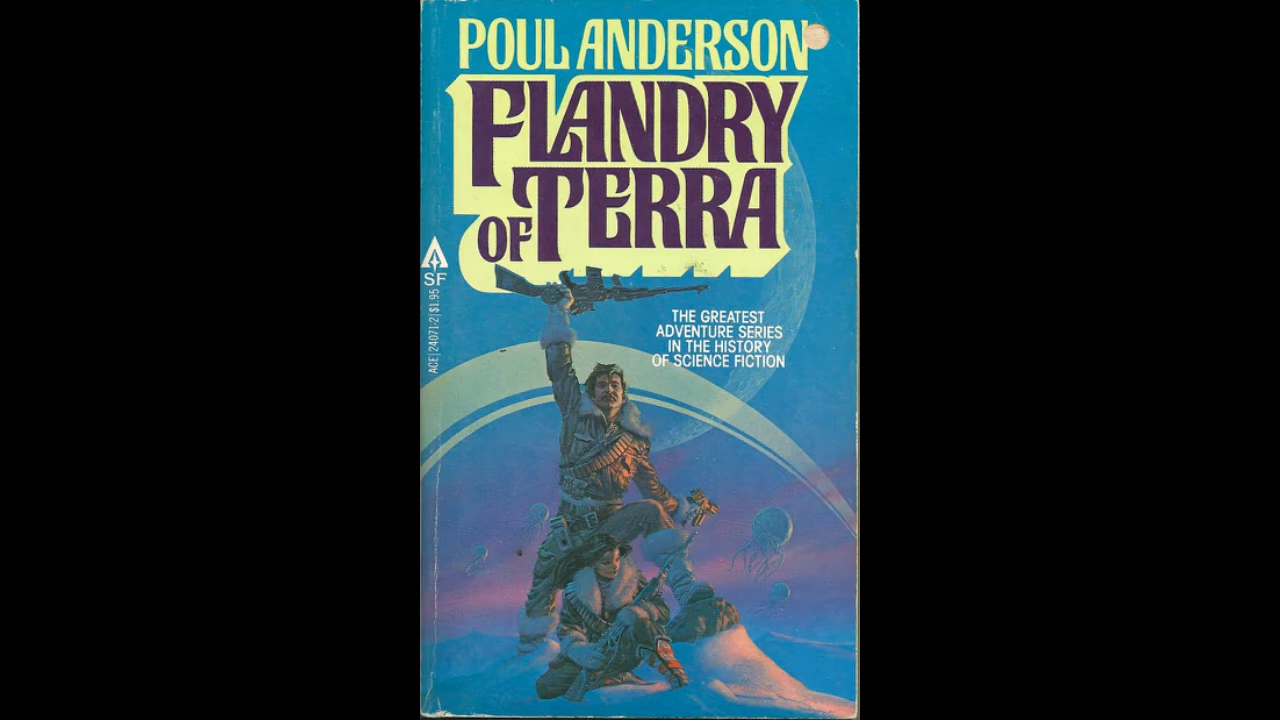 POUL ANDERSON
FLANDRY
OF TERRA
SF
ACE|24071-2|$1.95
THE GREATEST
ADVENTURE SERIES
IN THE HISTORY
OF SCIENCE FICTION